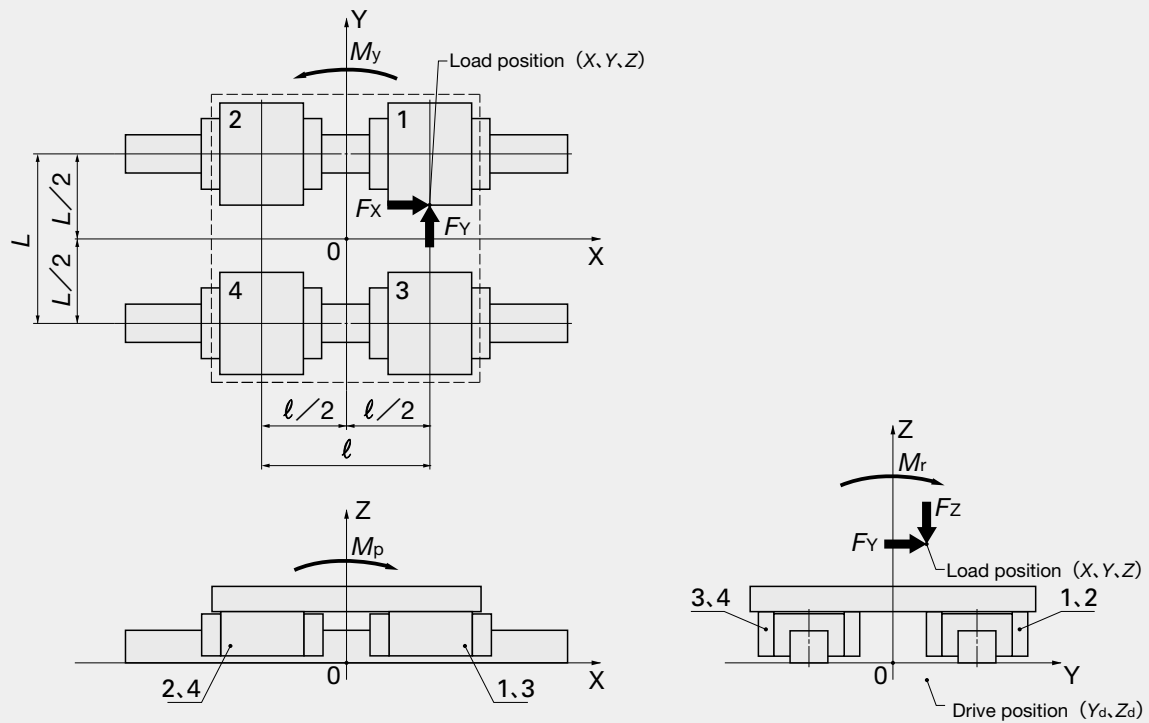 Y
My
Load position (X、Y、Z)
2
1
L
L/2
L/2
FX
FY
0
X
4
3
ℓ/2
ℓ/2
ℓ
Z
Mp
0
X
2、4
1、3
Z
Mr
FZ
FY
Load position (X、Y、Z)
3、4
1、2
0
Y
Drive position (Yd、Zd)